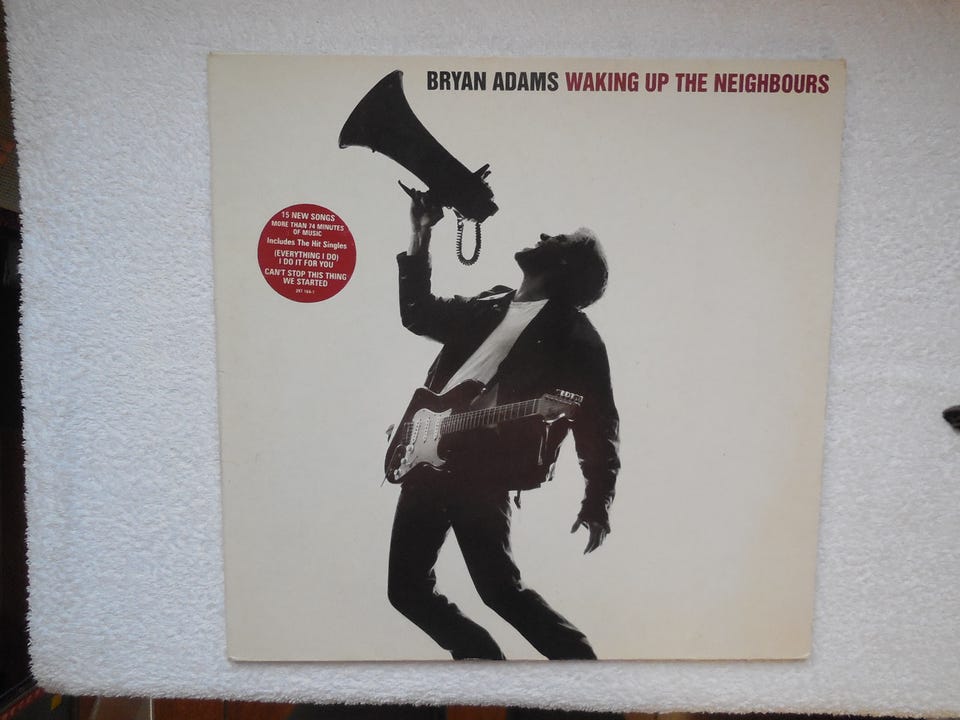 BRYAN ADAMS WAKING UP THE NEIGHBOURS
15 NEW SONGS
MORE THAN 74 MINUTES
OF MUSIC
Includes The Hit Singles
(EVERYTHING I DO)
I DO IT FOR YOU
CAN'T STOP THIS THING
WE STARTED